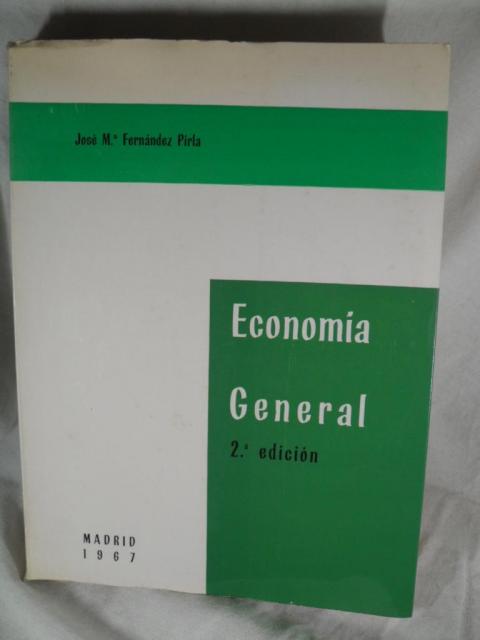 José M.ª Fernández Pirla
Economía
General
2.ª edición
MADRID
1967